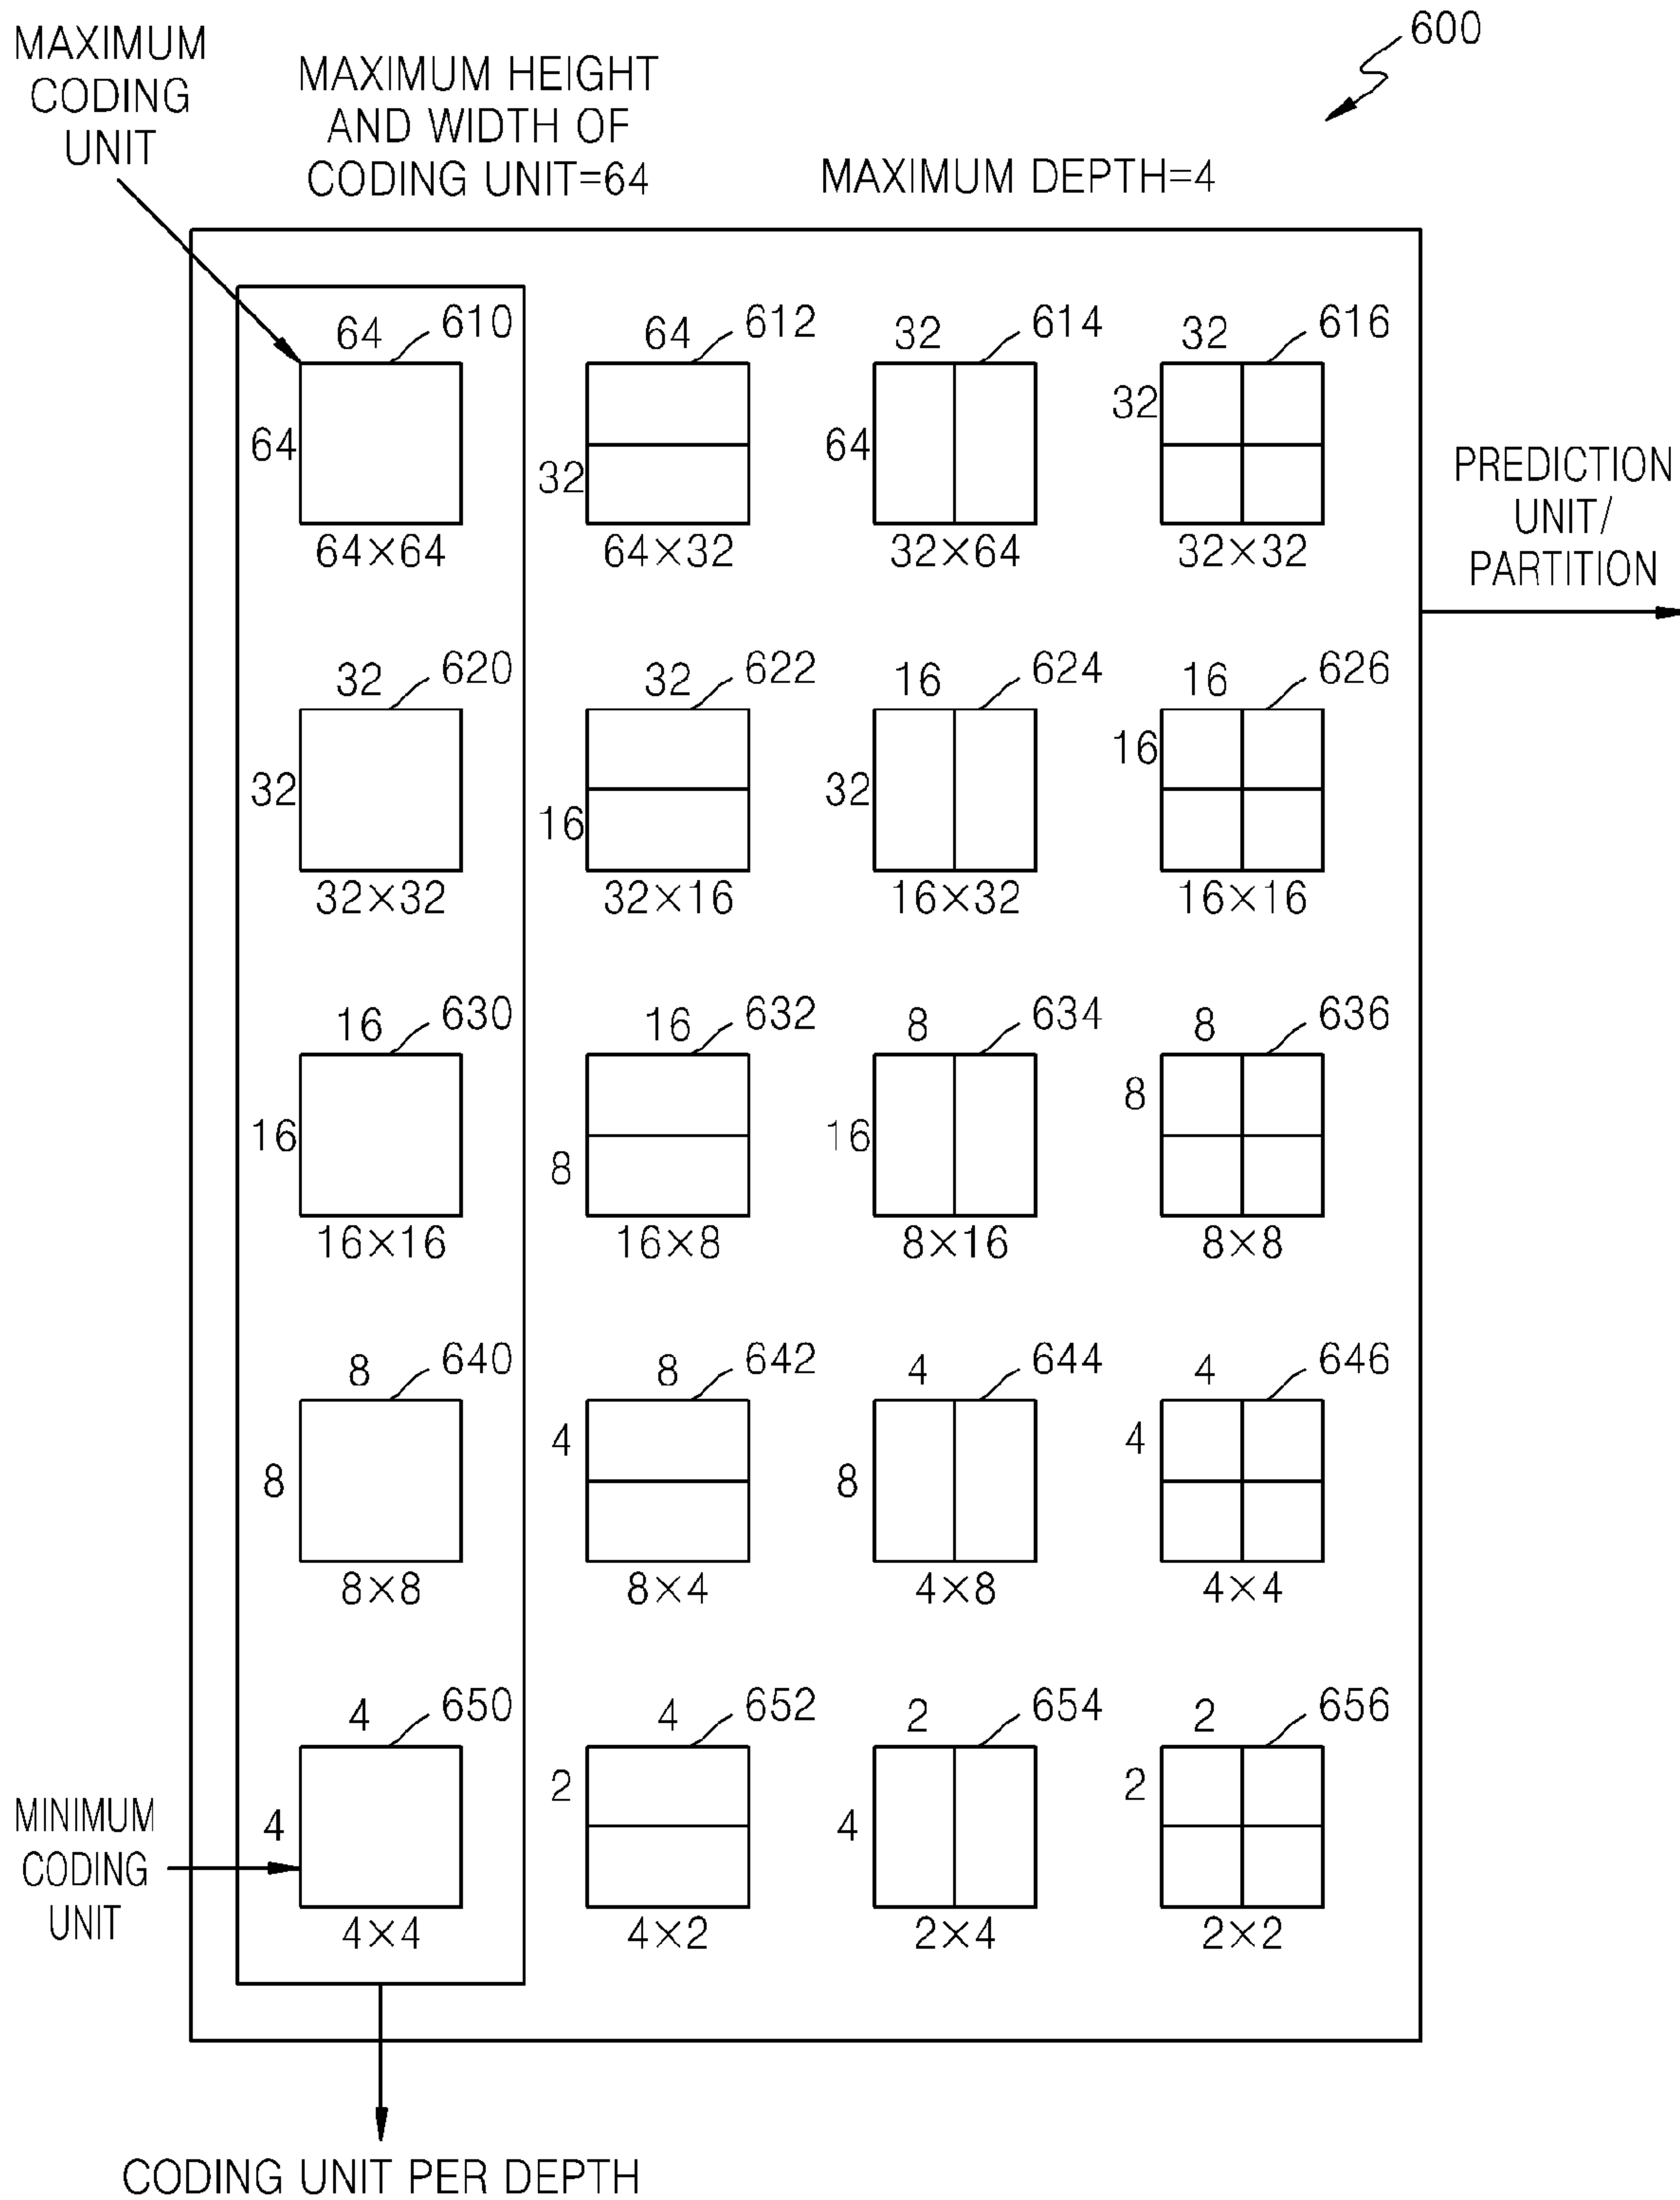 600
MAXIMUM
CODING
UNIT
MAXIMUM HEIGHT
AND WIDTH OF
CODING UNIT=64
MAXIMUM DEPTH=4
64 610 64 612 32 614 32 616
64 32 64 32
64×64 64×32 32×64 32×32
PREDICTION
UNIT/
PARTITION
32 620 32 622 16 624 16 626
32 16 32 16
32×32 32×16 16×32 16×16
16 630 16 632 8 634 8 636
16 8 16 8
16×16 16×8 8×16 8×8
8 640 8 642 4 644 4 646
8 4 8 4
8×8 8×4 4×8 4×4
4 650 4 652 2 654 2 656
4 2 4 2
4×4 4×2 2×4 2×2
MINIMUM
CODING
UNIT
CODING UNIT PER DEPTH